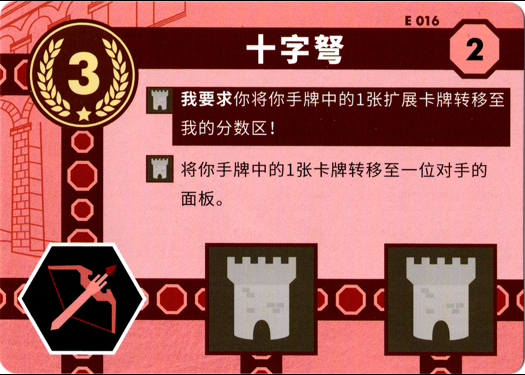 E 016
3
十字弩
2
我要求你将你手牌中的1张扩展卡牌转移至
我的分数区!
将你手牌中的1张卡牌转移至一位对手的
面板。